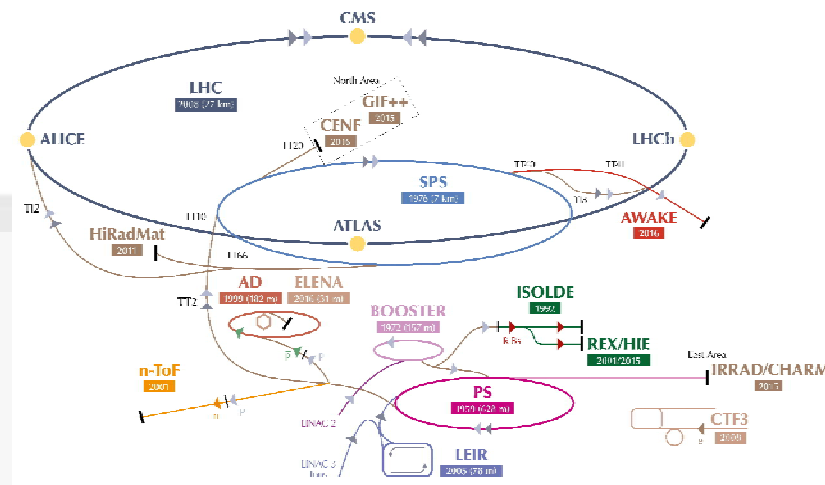 CMS
LHC
2008 (27 km)
North Area
GIF++
2015
CENF
2016
ALICE
LHCh
TT20
TT40
TT41
SPS
1976 (7 km)
TI2
TI8
TT10
ATLAS
AWAKE
2016
HiRadMat
2011
TT66
AD
1999 (182 m)
ELENA
2016 (31 m)
TT2
BOOSTER
1972 (157 m)
ISOLDE
1992
p
p
REX/HIE
2001/2015
East Area
n-ToF
2001
PS
1959 (628 m)
IRRAD/CHARM
2015
n
p
LINAC 2
CTF3
e
LEIR
2005 (78 m)
LINAC 3
Ions